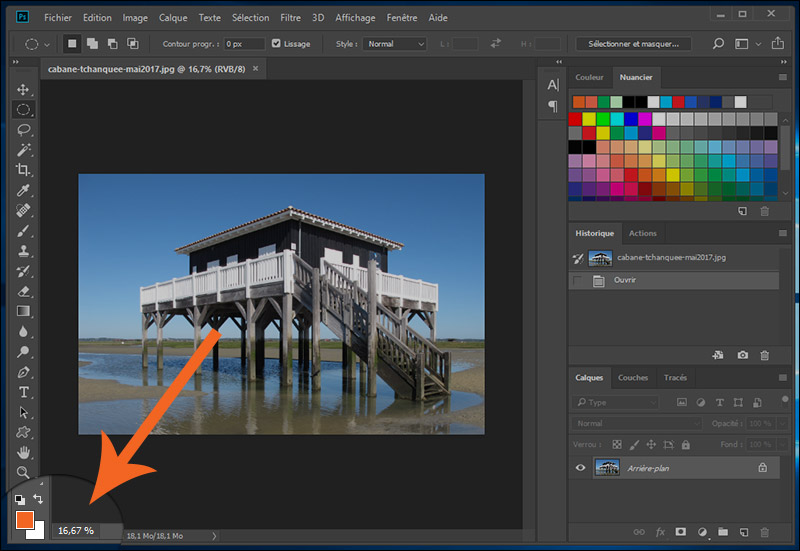 Ps Fichier Edition Image Calque Texte Sélection Filtre 3D Affichage Fenêtre Aide
Contour progr. : 0 px Lissage Style : Normal L : H : Sélectionner et masquer...
cabane-tchanquee-mai2017.jpg @ 16,7% (RVB/8) ×
Couleur Nuancier
Historique Actions
cabane-tchanquee-mai2017.jpg
Ouvrir
Calques Couches Tracés
Type
Normal Opacité : 100 %
Verrou : Fond : 100 %
Arrière-plan
16,67 %
18,1 Mo/18,1 Mo
fx